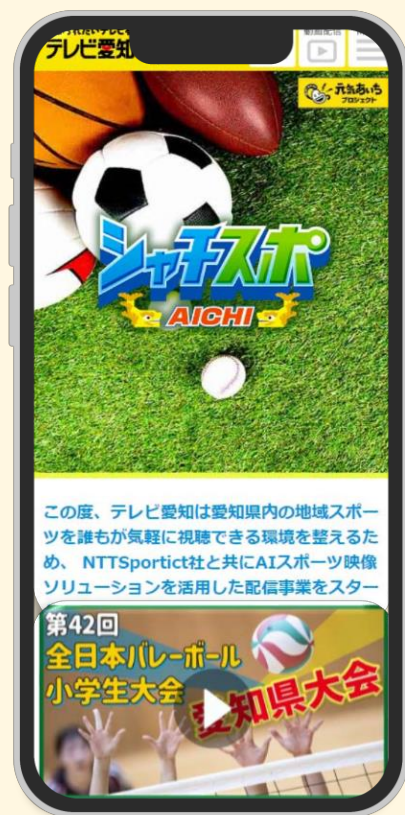 テレビ愛知
元気あいち
プロジェクト
シャチスポ
AICHI
この度、テレビ愛知は愛知県内の地域スポー
ツを誰もが気軽に視聴できる環境を整えるた
め、 NTTSportict社と共にAIスポーツ映像
ソリューションを活用した配信事業をスター
第42回
全日本バレーボール
小学生大会
愛知県大会